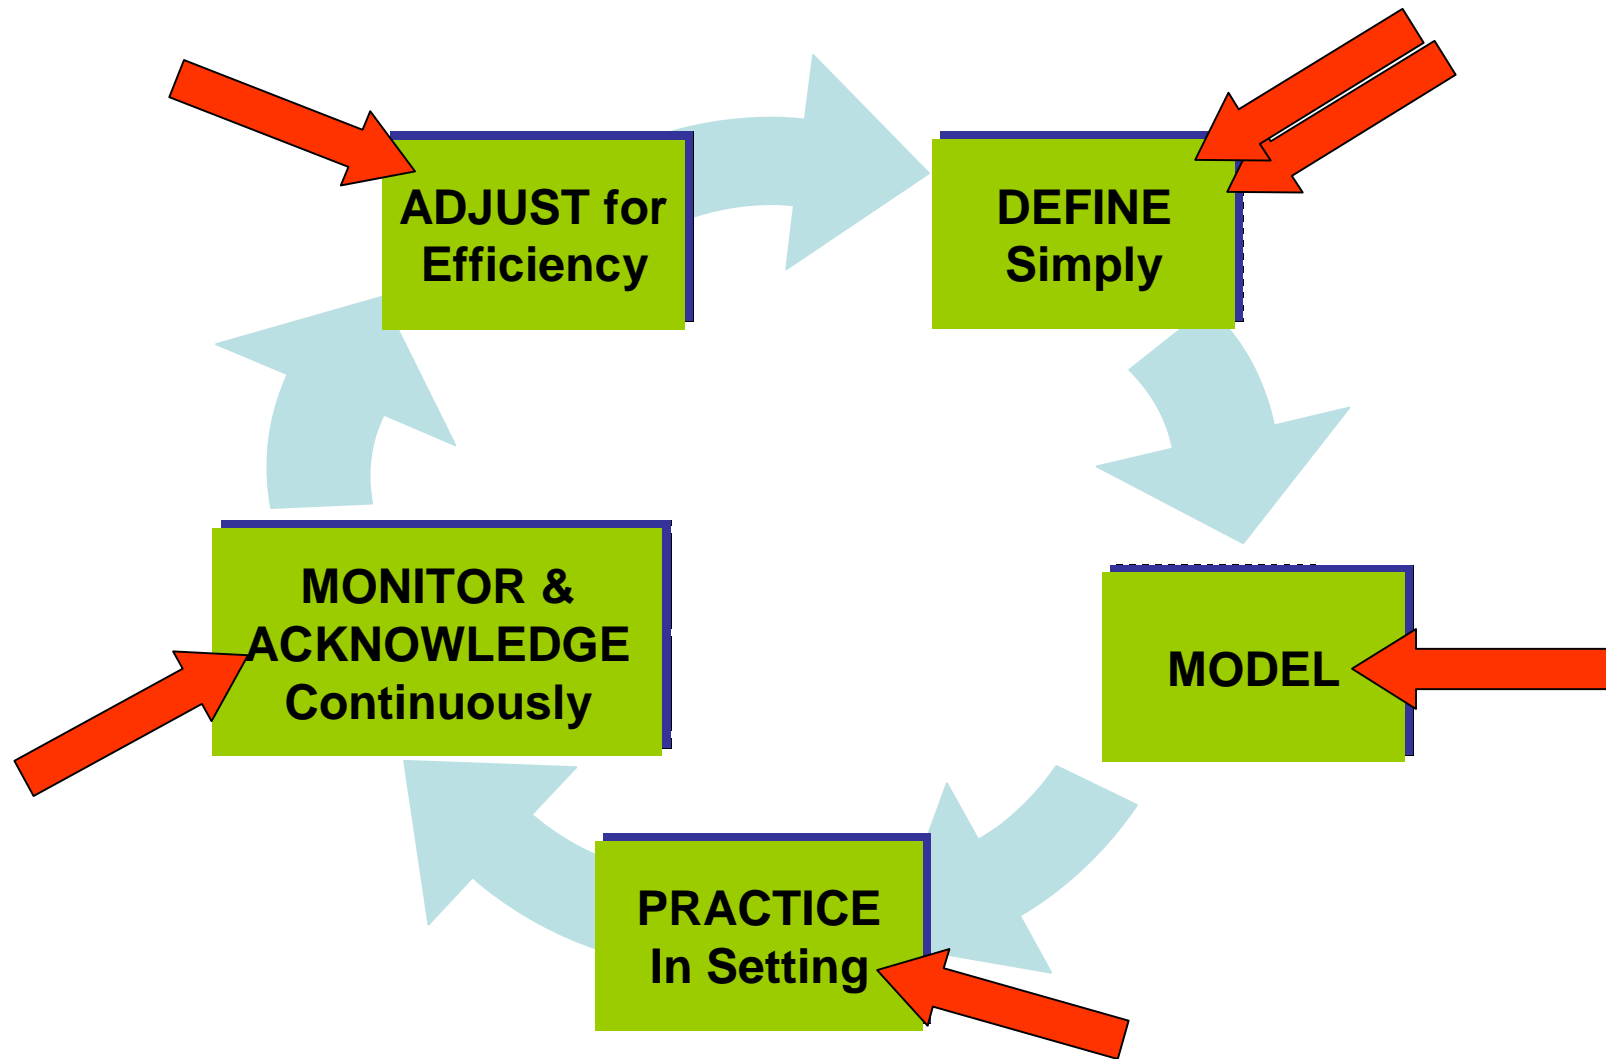 ADJUST for
Efficiency
DEFINE
Simply
MONITOR &
ACKNOWLEDGE
Continuously
MODEL
PRACTICE
In Setting